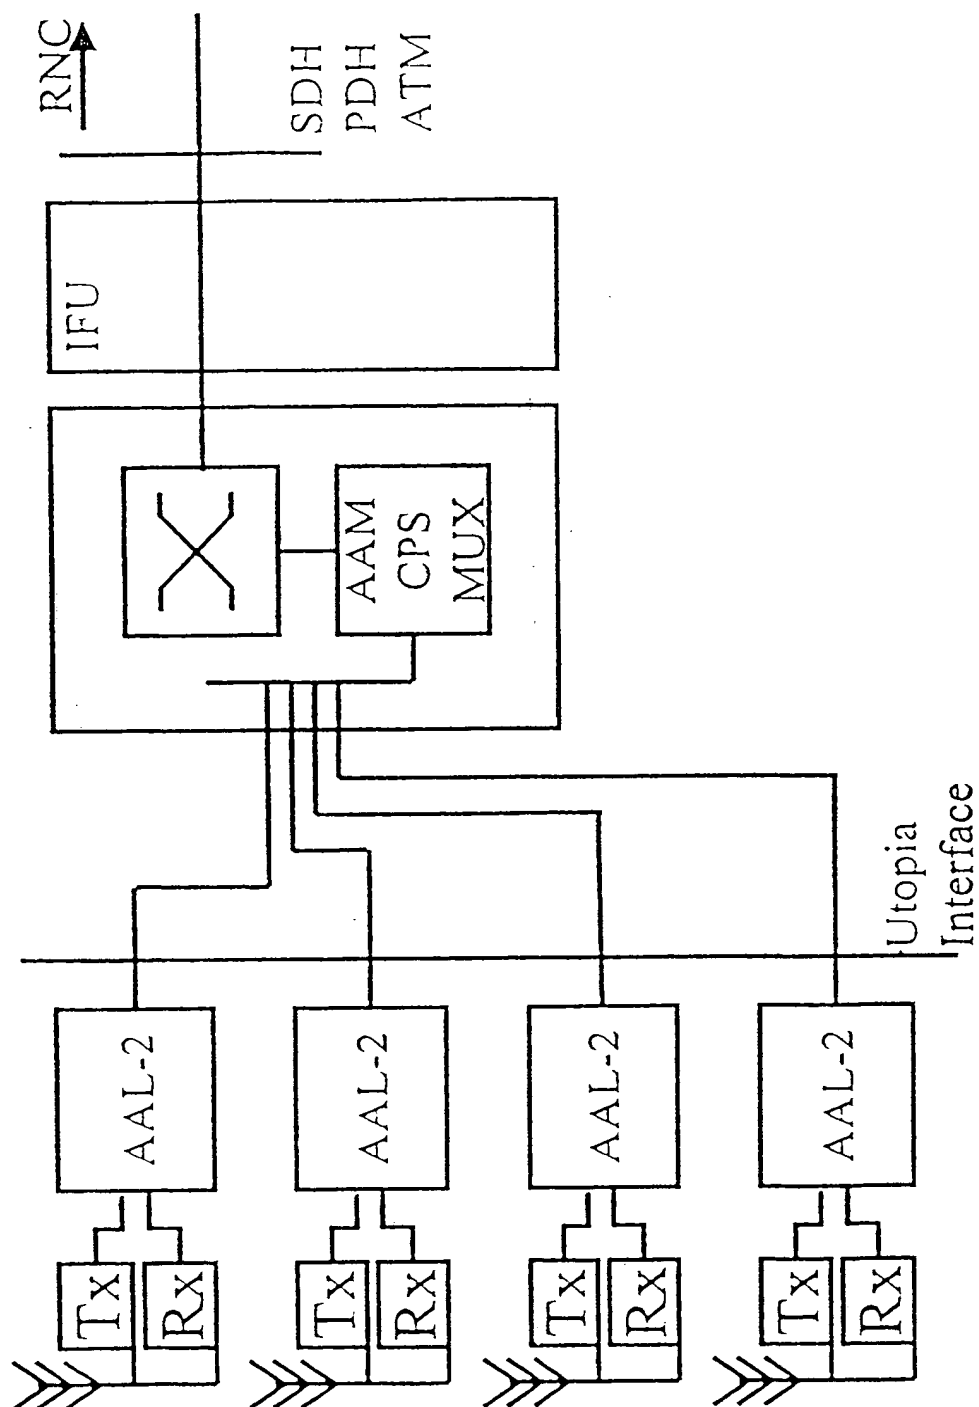 RNC
SDH
PDH
ATM
IFU
AAM
CPS
MUX
Utopia
Interface
AAL-2
AAL-2
AAL-2
AAL-2
Tx
Rx
Tx
Rx
Tx
Rx
Tx
Rx